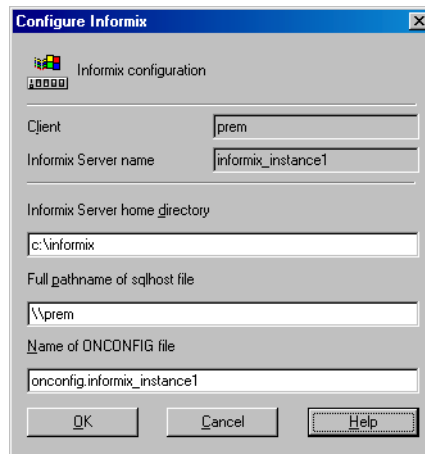 Configure Informix
Informix configuration
Client prem
Informix Server name informix_instance1
Informix Server home directory
c:\informix
Full pathname of sqlhost file
\\prem
Name of ONCONFIG file
onconfig.informix_instance1
OK Cancel Help